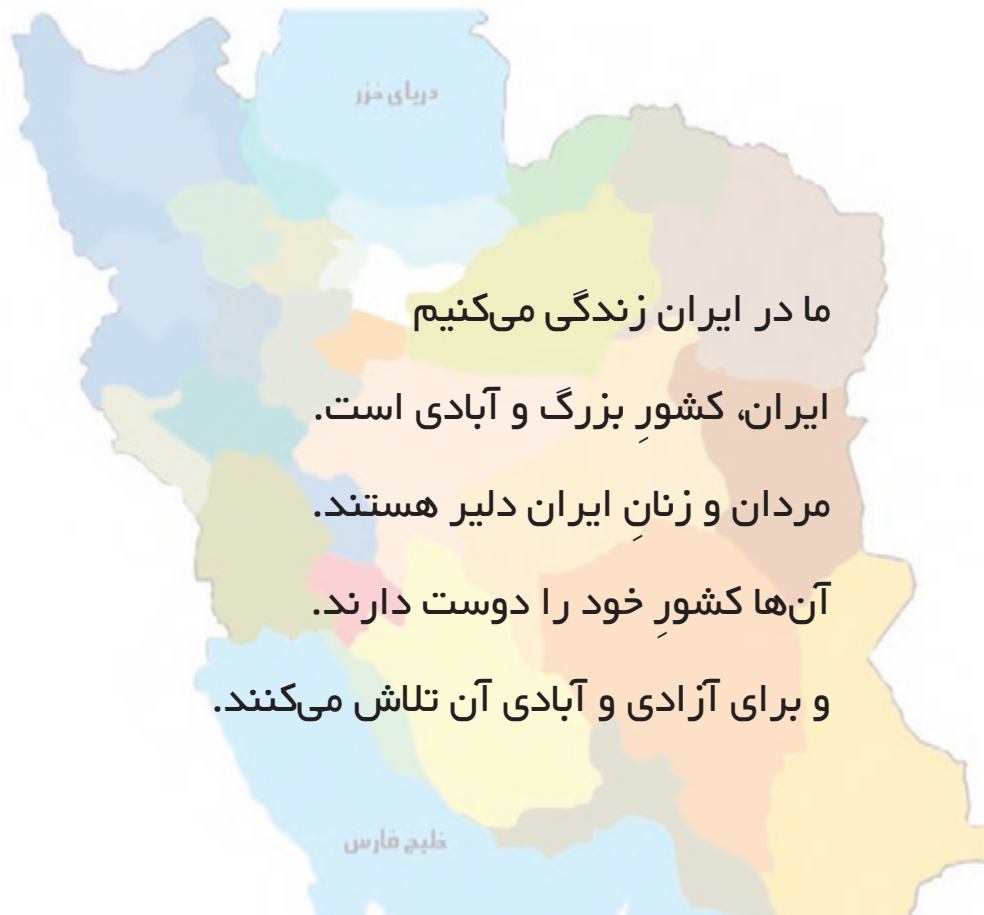 دریای خزر
ما در ایران زندگی می‌کنیم
ایران، کشورِ بزرگ و آبادی است.
مردان و زنانِ ایران دلیر هستند.
آن‌ها کشورِ خود را دوست دارند.
و برای آزادی و آبادی آن تلاش می‌کنند.
خلیج فارس